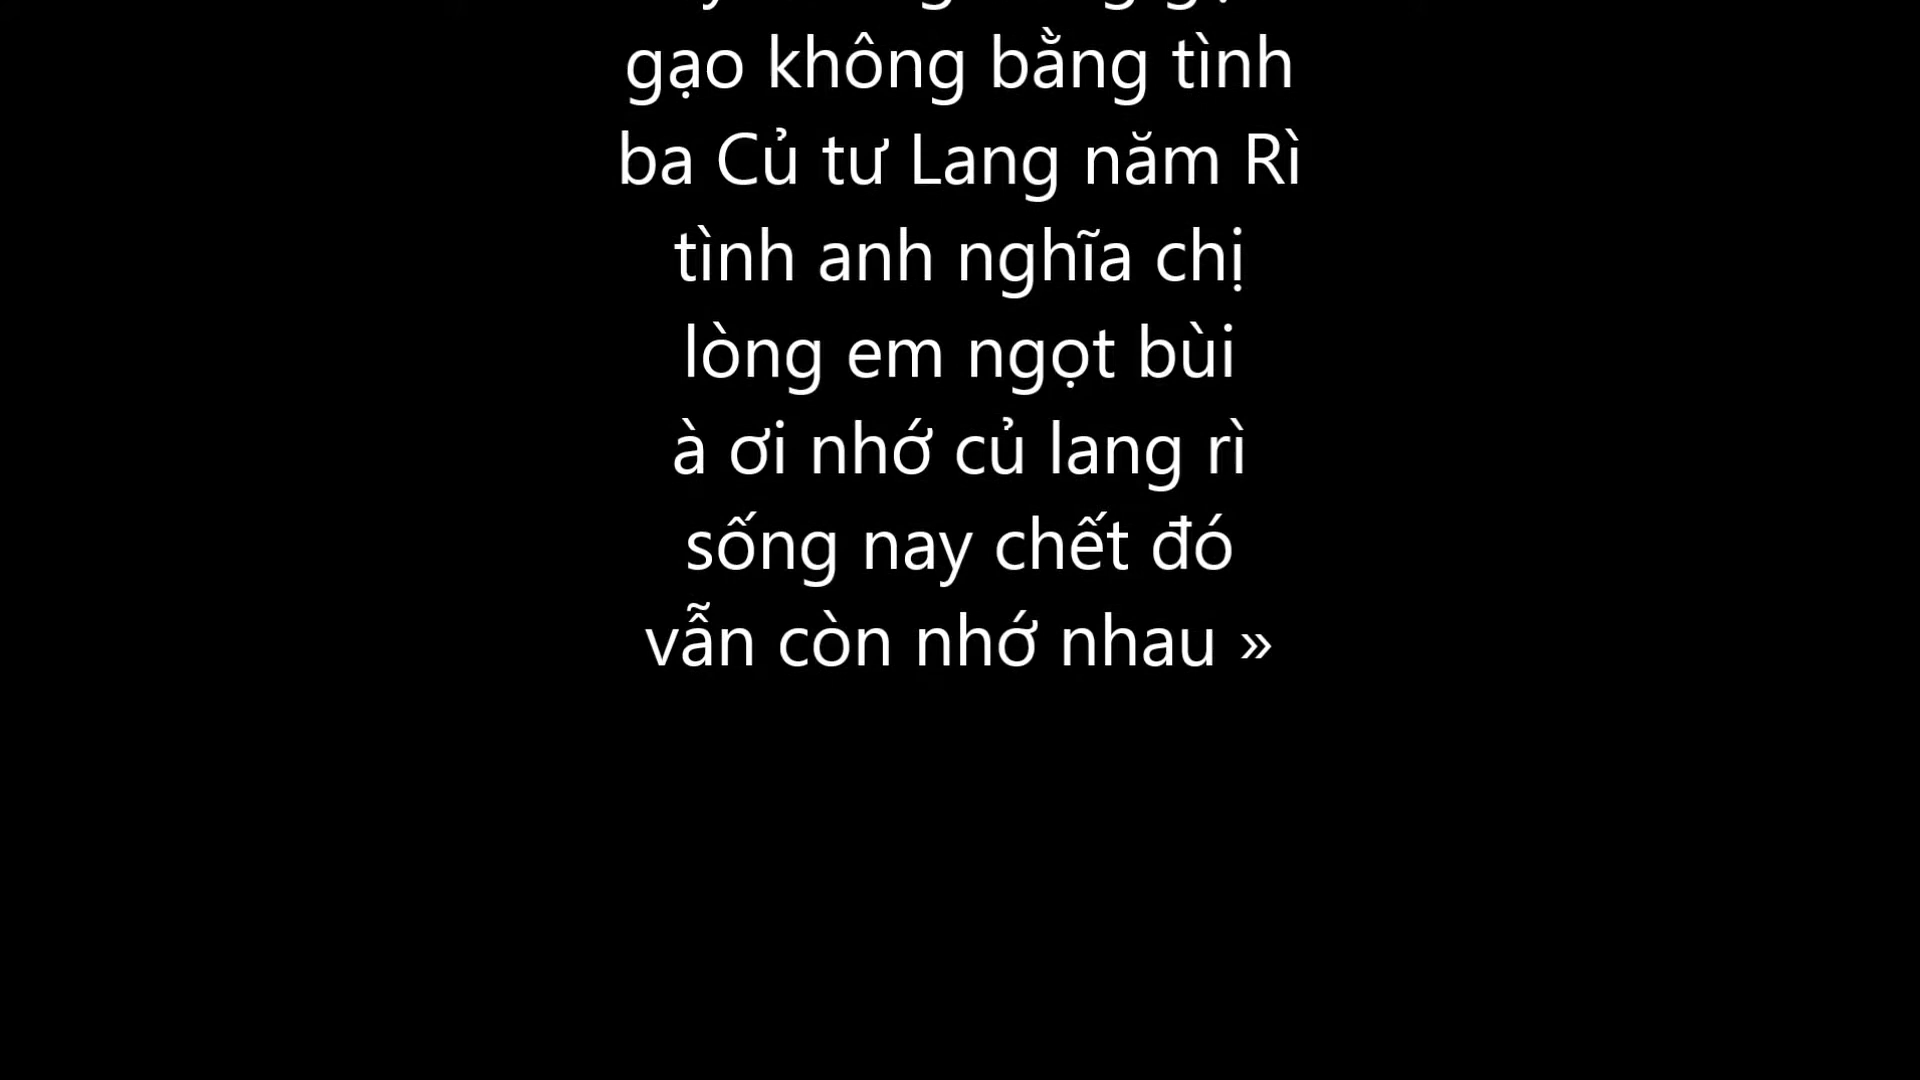 gạo không bằng tình
ba Củ tư Lang năm Rì
tình anh nghĩa chị
lòng em ngọt bùi
à ơi nhớ củ lang rì
sống nay chết đó
vẫn còn nhớ nhau »